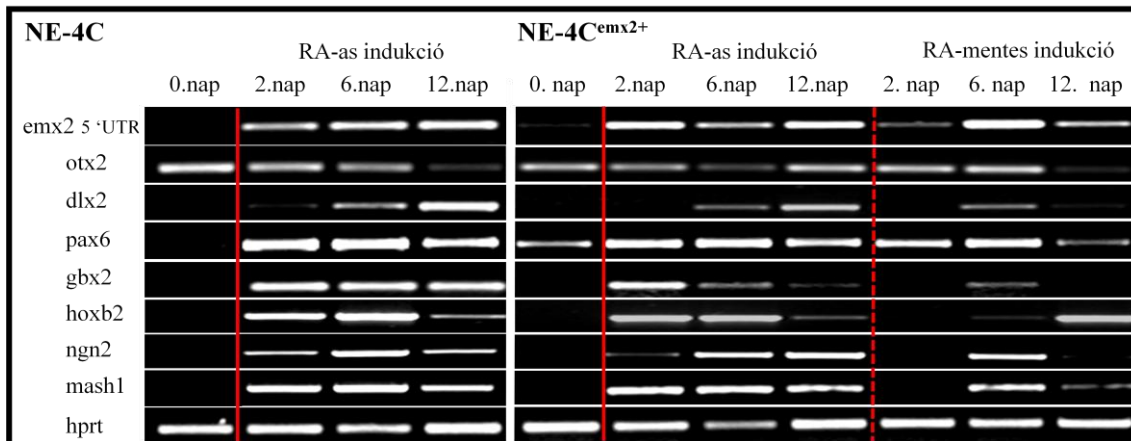 NE-4C NE-4Cemx2+
RA-as indukció RA-as indukció RA-mentes indukció
0.nap 2.nap 6.nap 12.nap 0. nap 2.nap 6.nap 12.nap 2. nap 6. nap 12. nap
emx2 5 ‘UTR
otx2
dlx2
pax6
gbx2
hoxb2
ngn2
mash1
hprt